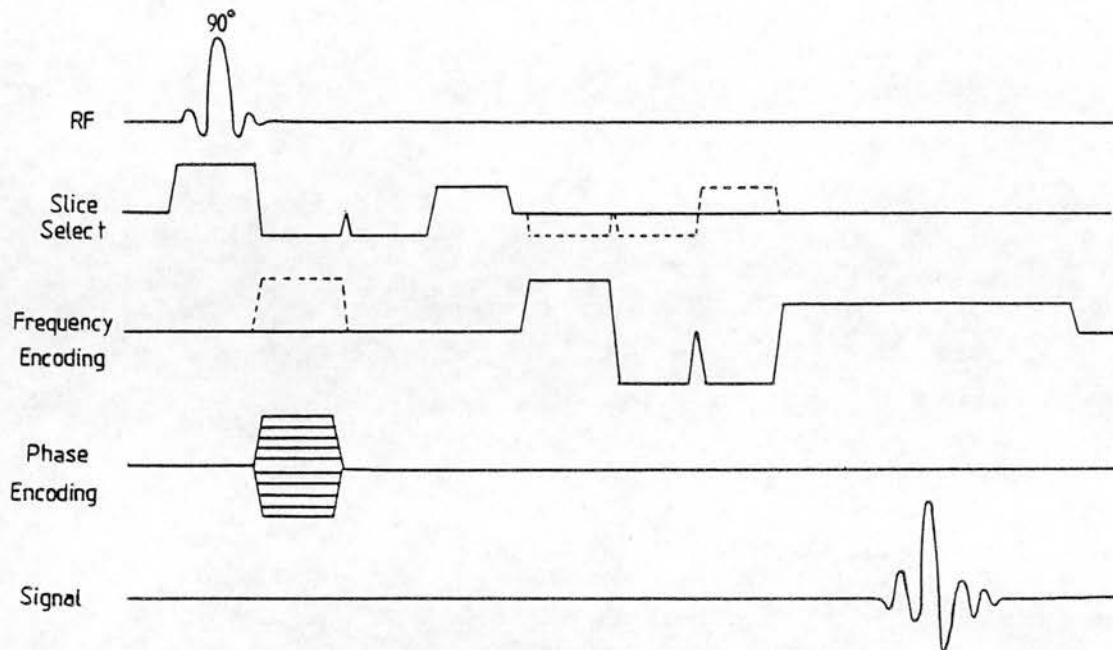 90°
RF
Slice
Select
Frequency
Encoding
Phase
Encoding
Signal